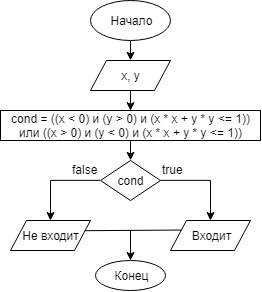 Начало
x, y
cond = ((x < 0) и (y > 0) и (x * x + y * y <= 1))
или ((x > 0) и (y < 0) и (x * x + y * y <= 1))
false
true
cond
Не входит
Входит
Конец